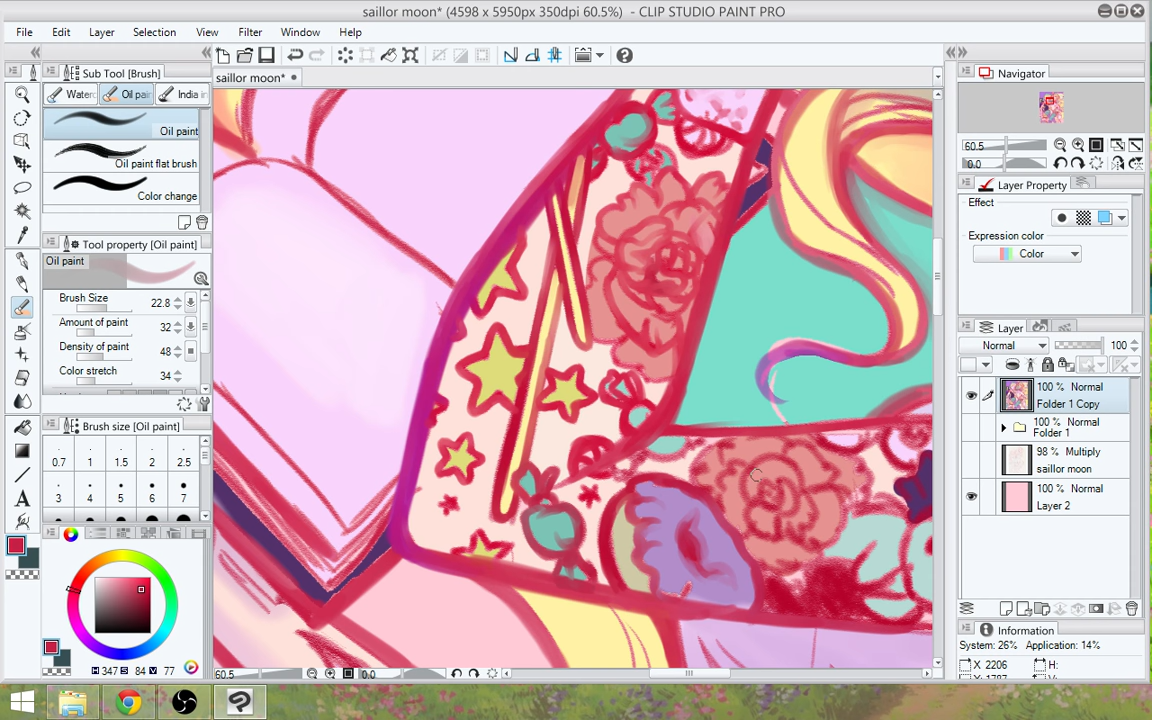 saillor moon* (4598 x 5950px 350dpi 60.5%) - CLIP STUDIO PAINT PRO
File Edit Layer Selection View Filter Window Help
Sub Tool [Brush]
saillor moon*
Navigator
Oil pai
India in
Oil paint
Oil paint flat brush
Color change
60.5
0.0
Layer Property
Effect
Expression color
Color
Tool property [Oil paint]
Oil paint
Brush Size 22.8
Amount of paint 32
Density of paint 48
Color stretch 34
Layer
Normal 100
100 % Normal
Folder 1 Copy
100 % Normal
Folder 1
98 % Multiply
saillor moon
100 % Normal
Layer 2
Brush size [Oil paint]
0.7 1 1.5 2 2.5
3 4 5 6 7
H 347 S 84 V 77
60.5 0.0
Information
System: 26% Application: 14%
X 2206 H: